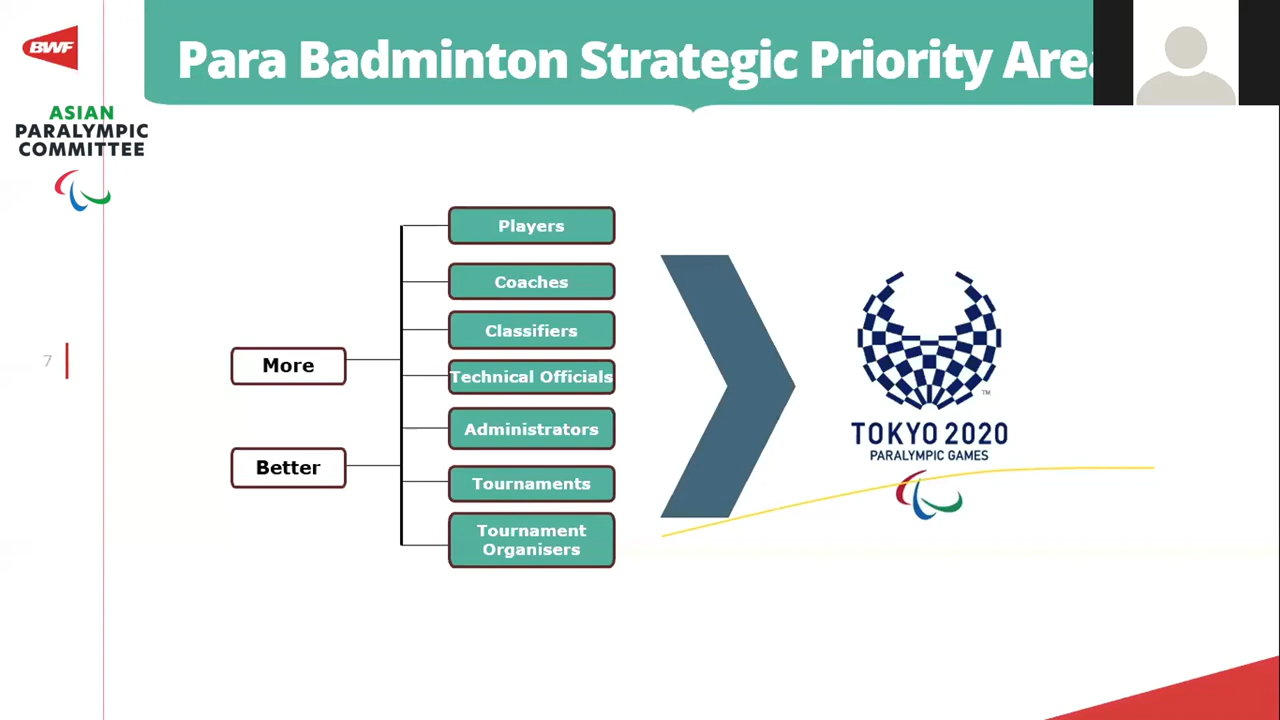 BWF
Para Badminton Strategic Priority Area
ASIAN
PARALYMPIC
COMMITTEE
Players
Coaches
Classifiers
More
Technical Officials
Administrators
Better
Tournaments
Tournament
Organisers
7
TM
TOKYO 2020
PARALYMPIC GAMES